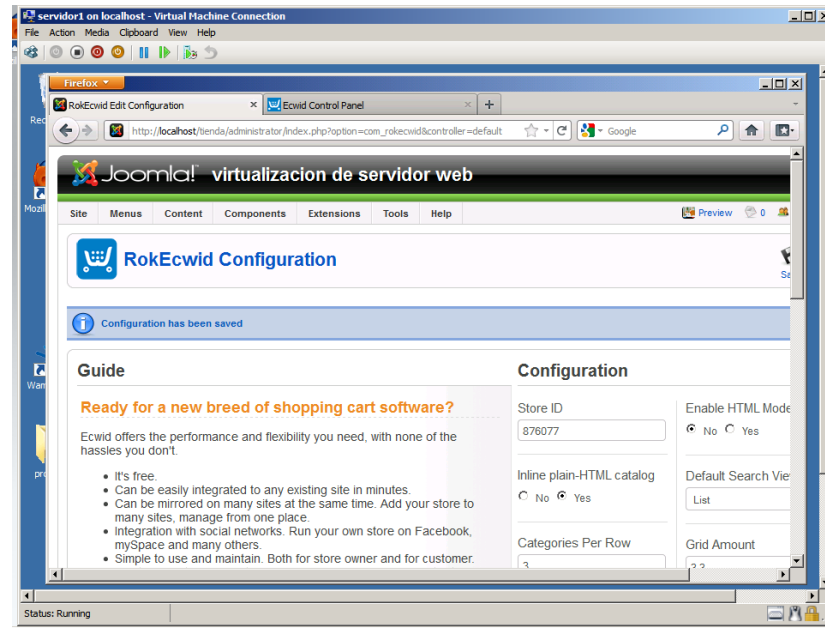 servidor1 on localhost - Virtual Machine Connection
File Action Media Clipboard View Help
Firefox
RokEcwid Edit Configuration
Ecwid Control Panel
http://localhost/tienda/administrator/index.php?option=com_rokecwid&controller=default
Google
Joomla! virtualizacion de servidor web
Site Menus Content Components Extensions Tools Help
Preview 0
RokEcwid Configuration
Configuration has been saved
Guide
Ready for a new breed of shopping cart software?
Ecwid offers the performance and flexibility you need, with none of the
hassles you don't.
It's free.
Can be easily integrated to any existing site in minutes.
Can be mirrored on many sites at the same time. Add your store to
many sites, manage from one place.
Integration with social networks. Run your own store on Facebook,
mySpace and many others.
Simple to use and maintain. Both for store owner and for customer.
Configuration
Store ID
876077
Enable HTML Mode
No Yes
Inline plain-HTML catalog
No Yes
Default Search Vie
List
Categories Per Row
3
Grid Amount
3,3
Status: Running